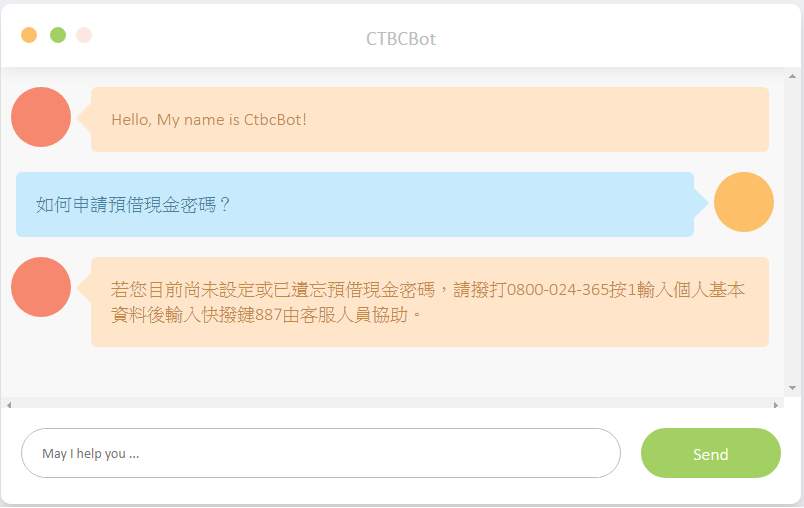 CTBCBot
Hello, My name is CtbcBot!
如何申請預借現金密碼？
若您目前尚未設定或已遺忘預借現金密碼，請撥打0800-024-365按1輸入個人基本
資料後輸入快撥鍵887由客服人員協助。
May I help you ...
Send